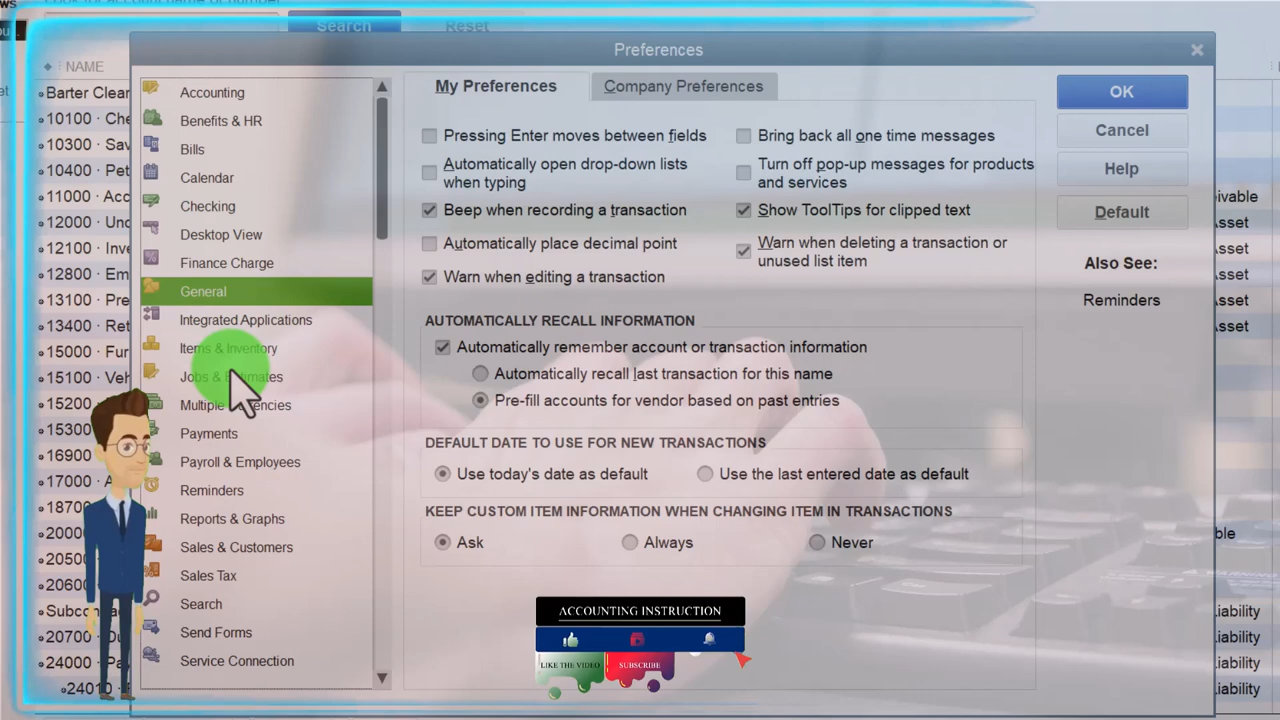 Search
Reset
Preferences
NAME
Barter Clea
10100 · Che
10300 · Sav
10400 · Pet
11000 · Acc
12000 · Und
12100 · Inve
12800 · Em
13100 · Pre
13400 · Ret
15000 · Fur
15100 · Veh
15200
15300
16900
17000
18700
20000
20500
20600
Subcon
20700
24000
24010
Accounting
Benefits & HR
Bills
Calendar
Checking
Desktop View
Finance Charge
General
Integrated Applications
Items & Inventory
Jobs & Estimates
Payments
Payroll & Employees
Reminders
Reports & Graphs
Sales & Customers
Sales Tax
Search
Send Forms
Service Connection
My Preferences
Company Preferences
Pressing Enter moves between fields
Automatically open drop-down lists
when typing
Beep when recording a transaction
Automatically place decimal point
Warn when editing a transaction
Bring back all one time messages
Turn off pop-up messages for products
and services
Show ToolTips for clipped text
Warn when deleting a transaction or
unused list item
AUTOMATICALLY RECALL INFORMATION
Automatically remember account or transaction information
Automatically recall last transaction for this name
Pre-fill accounts for vendor based on past entries
DEFAULT DATE TO USE FOR NEW TRANSACTIONS
Use today's date as default
Use the last entered date as default
KEEP CUSTOM ITEM INFORMATION WHEN CHANGING ITEM IN TRANSACTIONS
Ask
Always
Never
OK
Cancel
Help
Default
Also See:
Reminders
eivable
Asset
Asset
Asset
Asset
Asset
ble
iability
iability
iability
iability
ACCOUNTING INSTRUCTION
LIKE THE VIDEO
SUBSCRIBE